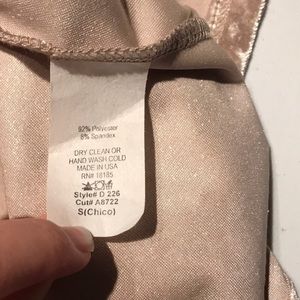 92% Polyester
8% Spandex
DRY CLEAN OR
HAND WASH COLD
MADE IN USA
RN# 18185
Style# D 226
Cut# A8722
S(Chico)